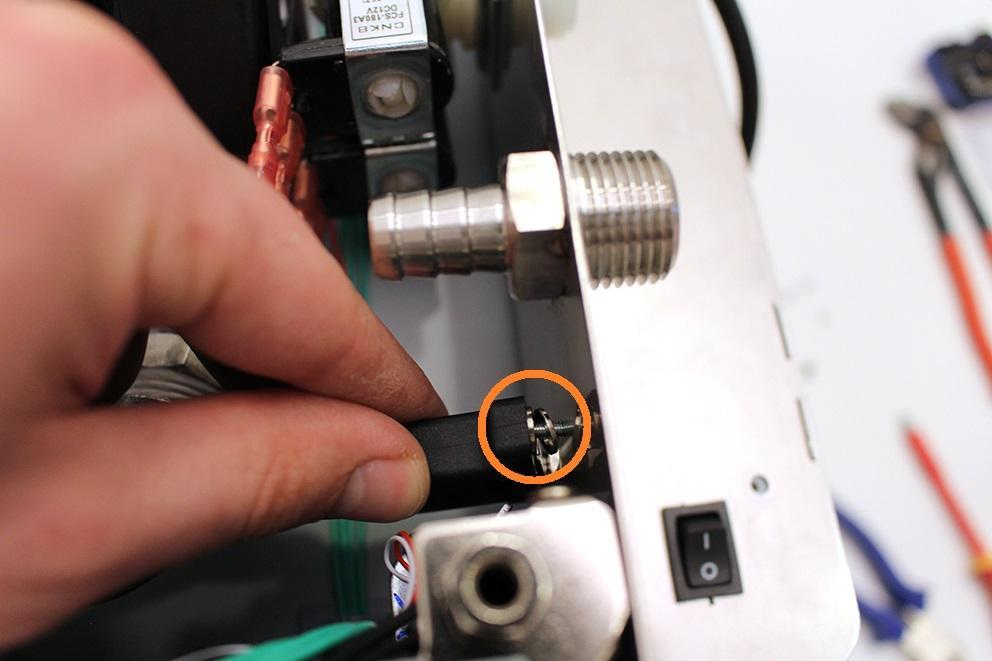 CNKB
FCS-180A3
DC12V
I
O